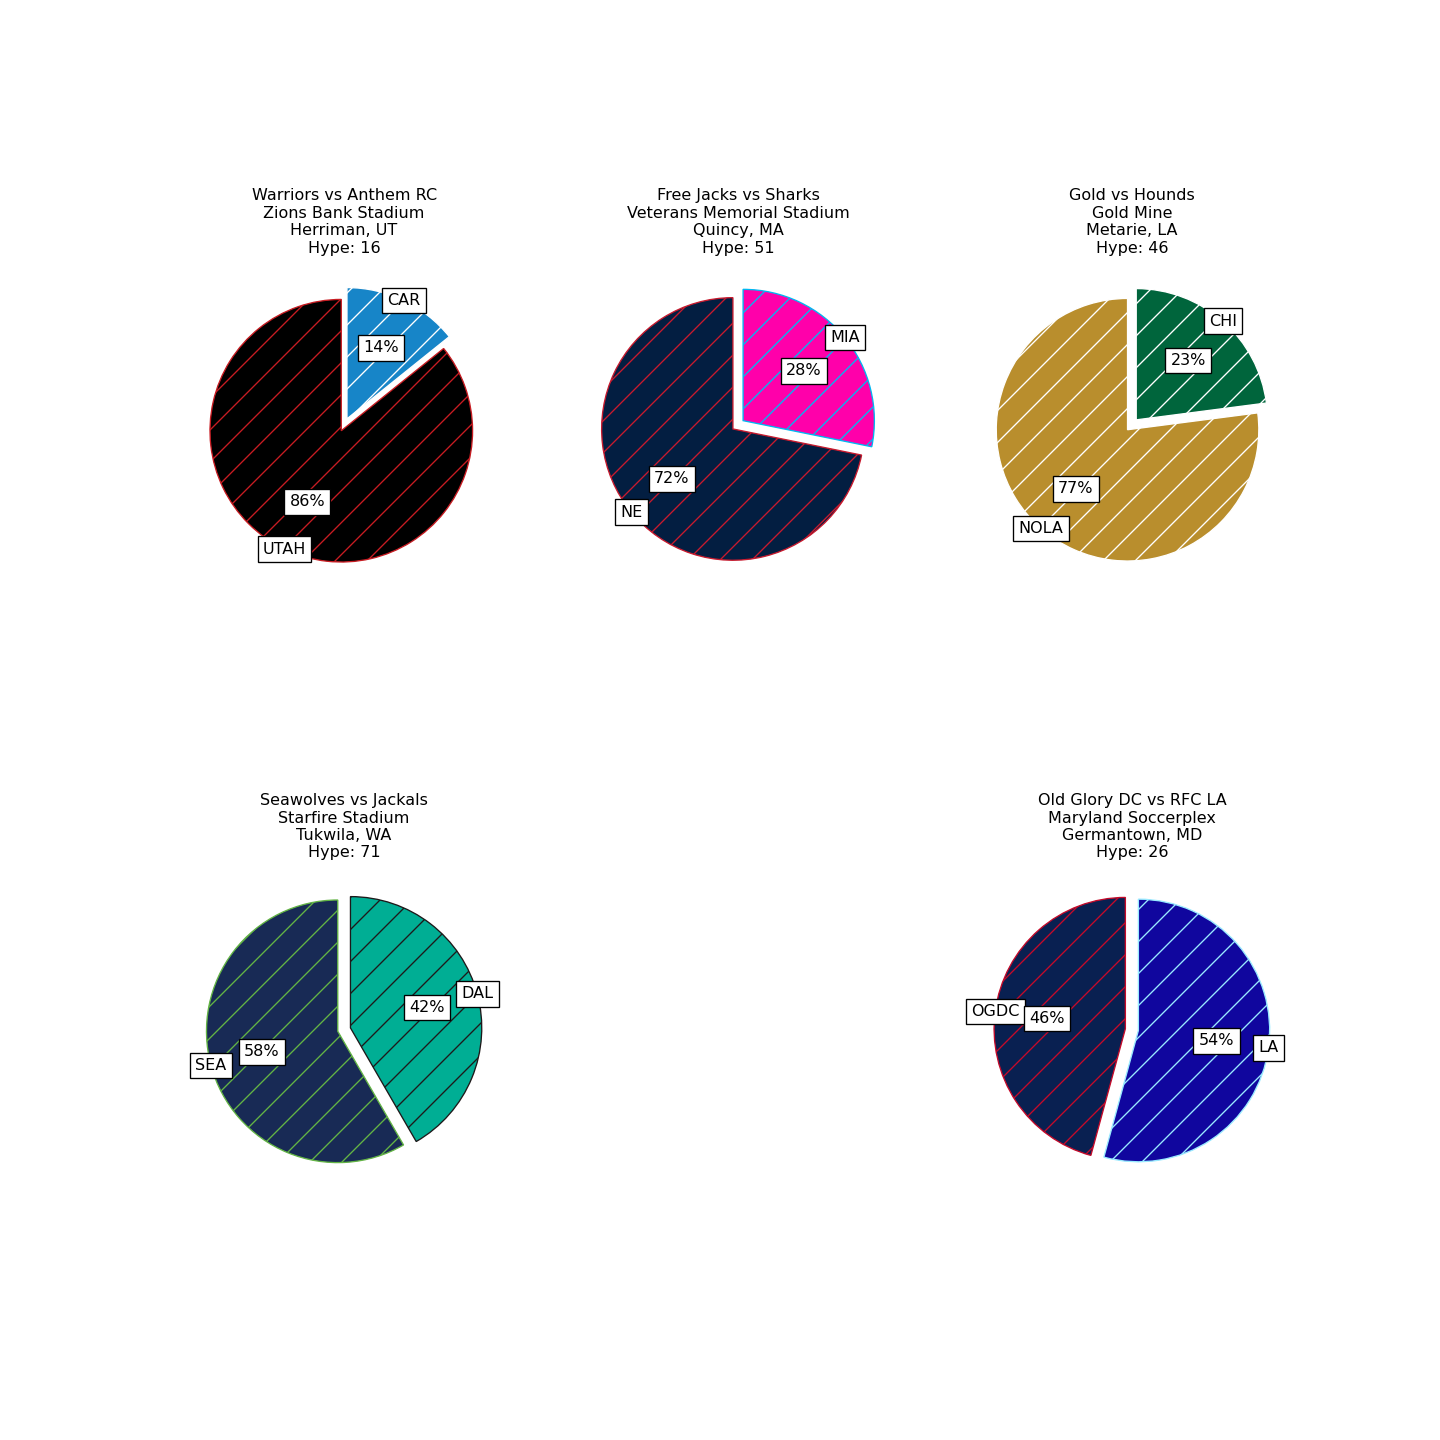 Warriors vs Anthem RC
Zions Bank Stadium
Herriman, UT
Hype: 16
CAR
14%
86%
UTAH
Free Jacks vs Sharks
Veterans Memorial Stadium
Quincy, MA
Hype: 51
MIA
28%
72%
NE
Gold vs Hounds
Gold Mine
Metarie, LA
Hype: 46
CHI
23%
77%
NOLA
Seawolves vs Jackals
Starfire Stadium
Tukwila, WA
Hype: 71
DAL
42%
58%
SEA
Old Glory DC vs RFC LA
Maryland Soccerplex
Germantown, MD
Hype: 26
OGDC
46%
54%
LA